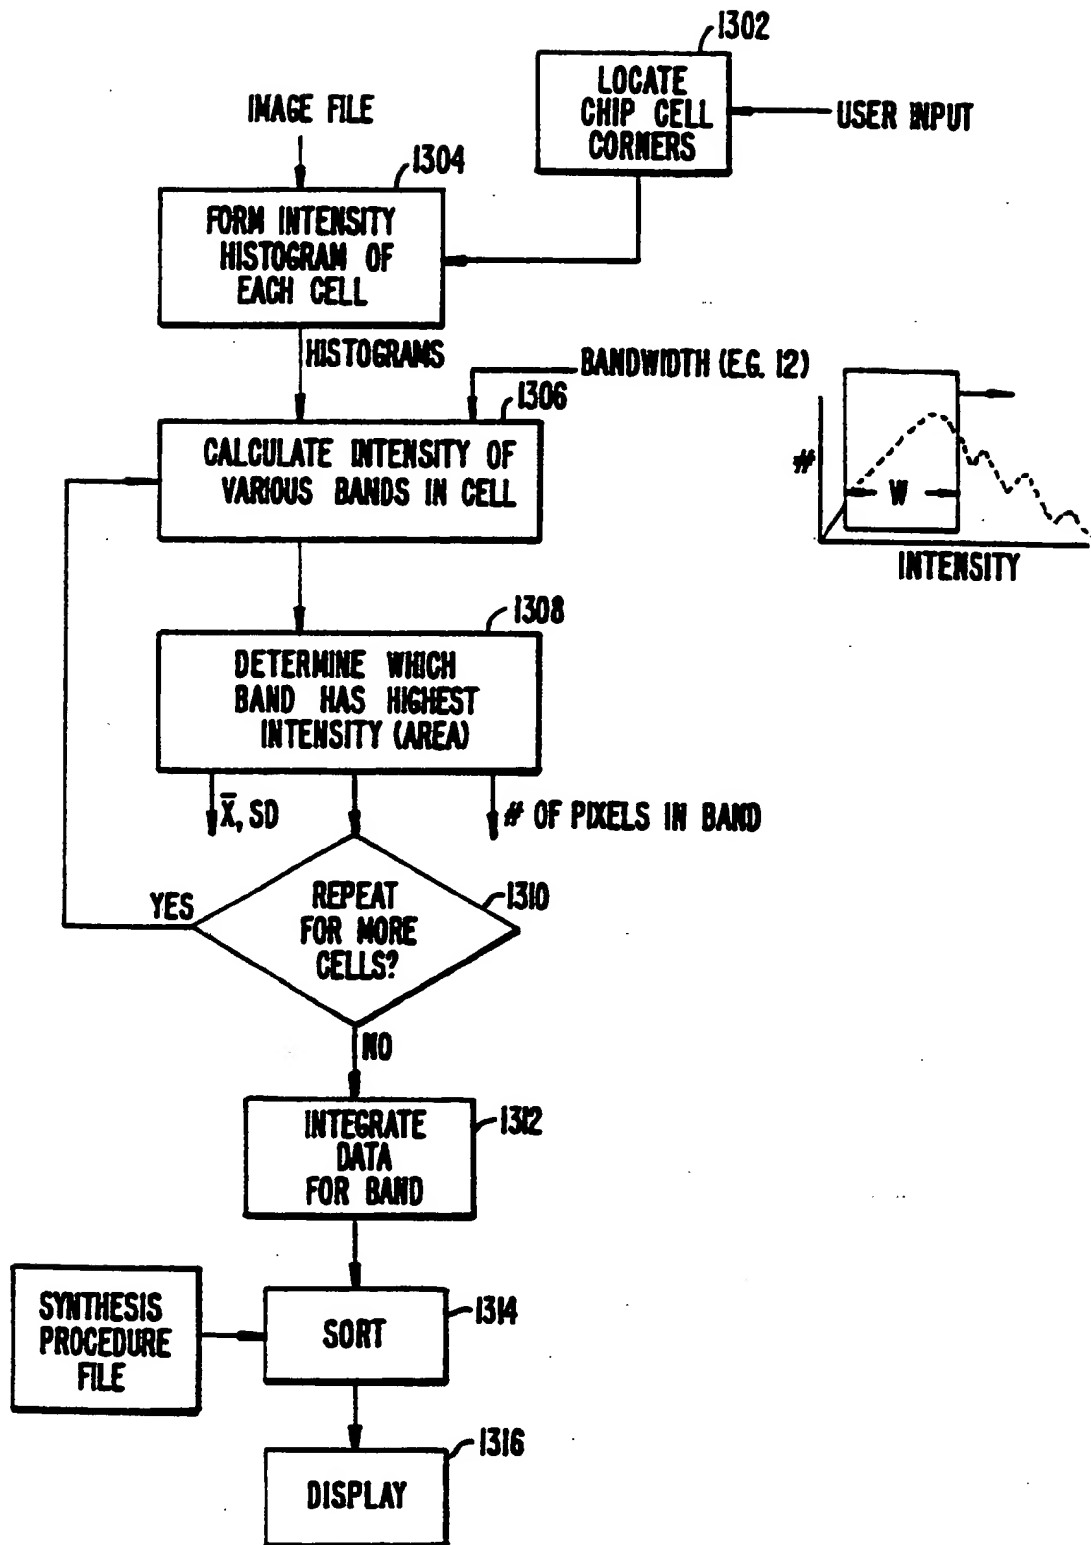 1302
LOCATE
CHIP CELL
CORNERS
USER INPUT
IMAGE FILE
1304
FORM INTENSITY
HISTOGRAM OF
EACH CELL
HISTOGRAMS
BANDWIDTH (E.G. 12)
1306
CALCULATE INTENSITY OF
VARIOUS BANDS IN CELL
#
W
INTENSITY
1308
DETERMINE WHICH
BAND HAS HIGHEST
INTENSITY (AREA)
X̅, SD
# OF PIXELS IN BAND
YES
REPEAT
FOR MORE
CELLS?
1310
NO
INTEGRATE
DATA
FOR BAND
1312
SYNTHESIS
PROCEDURE
FILE
SORT
1314
1316
DISPLAY